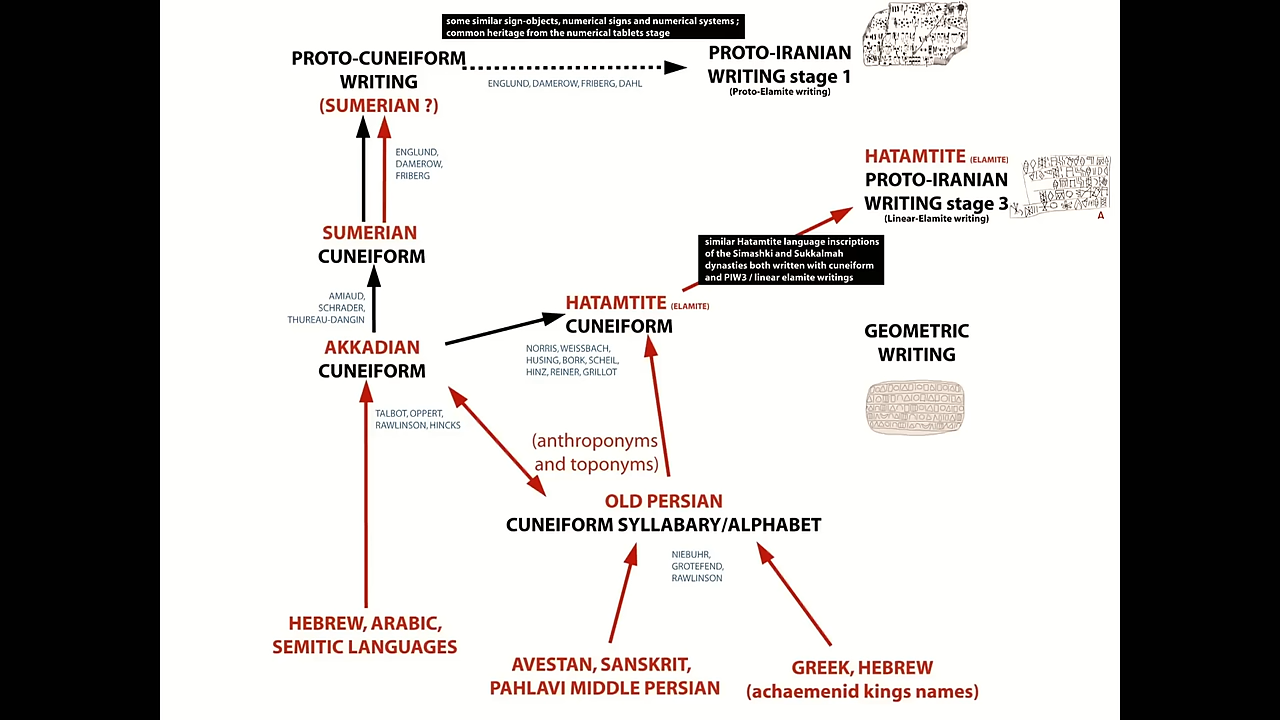 some similar sign-objects, numerical signs and numerical systems ;
common heritage from the numerical tablets stage
PROTO-CUNEIFORM
WRITING
(SUMERIAN ?)
ENGLUND, DAMEROW, FRIBERG, DAHL
PROTO-IRANIAN
WRITING stage 1
(Proto-Elamite writing)
ENGLUND,
DAMEROW,
FRIBERG
HATAMTITE (ELAMITE)
PROTO-IRANIAN
WRITING stage 3
(Linear-Elamite writing)
A
SUMERIAN
CUNEIFORM
similar Hatamtite language inscriptions
of the Simashki and Sukkalmah
dynasties both written with cuneiform
and PIW3 / linear elamite writings
AMIAUD,
SCHRADER,
THUREAU-DANGIN
HATAMTITE (ELAMITE)
CUNEIFORM
NORRIS, WEISSBACH,
HUSING, BORK, SCHEIL,
HINZ, REINER, GRILLOT
GEOMETRIC
WRITING
AKKADIAN
CUNEIFORM
TALBOT, OPPERT,
RAWLINSON, HINCKS
(anthroponyms
and toponyms)
OLD PERSIAN
CUNEIFORM SYLLABARY/ALPHABET
NIEBUHR,
GROTEFEND,
RAWLINSON
HEBREW, ARABIC,
SEMITIC LANGUAGES
AVESTAN, SANSKRIT,
PAHLAVI MIDDLE PERSIAN
GREEK, HEBREW
(achaemenid kings names)